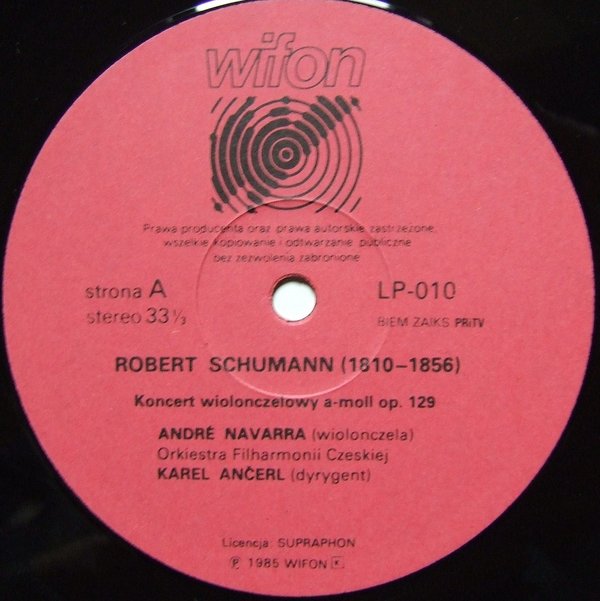 wifon
Prawa producenta oraz prawa autorskie zastrzeżone,
wszelkie kopiowanie i odtwarzanie publiczne
bez zezwolenia zabronione
strona A
LP-010
stereo 33 ⅓
BIEM ZAIKS PRiTV
ROBERT SCHUMANN (1810–1856)
Koncert wiolonczelowy a-moll op. 129
ANDRÉ NAVARRA (wiolonczela)
Orkiestra Filharmonii Czeskiej
KAREL ANČERL (dyrygent)
Licencja: SUPRAPHON
℗ 1985 WIFON K